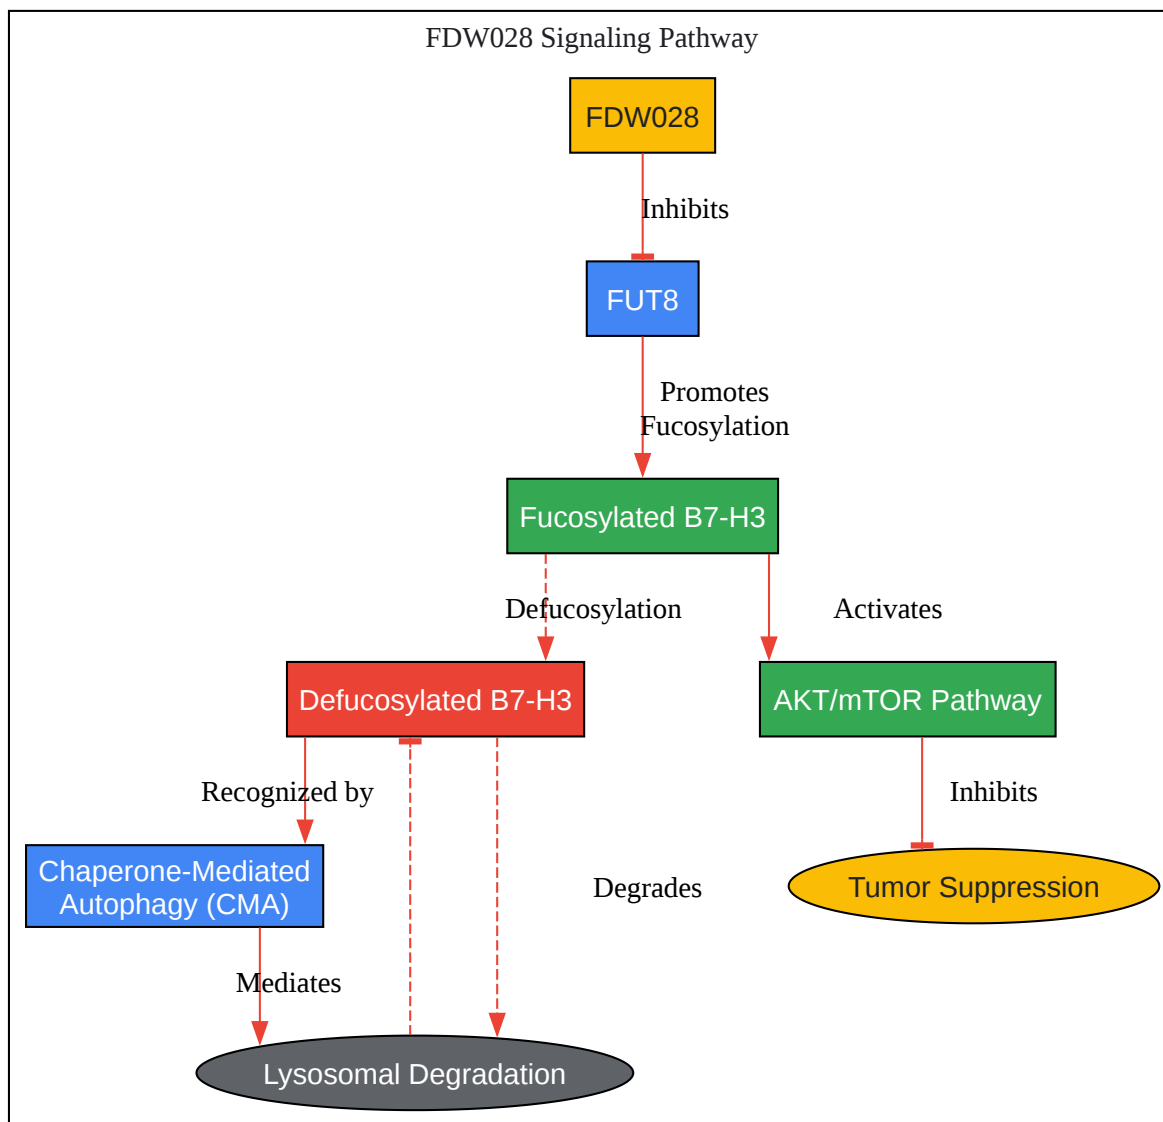 FDW028 Signaling Pathway
FDW028
Inhibits
FUT8
Promotes
Fucosylation
Fucosylated B7-H3
Defucosylation
Activates
Defucosylated B7-H3
AKT/mTOR Pathway
Recognized by
Inhibits
Chaperone-Mediated
Autophagy (CMA)
Degrades
Tumor Suppression
Mediates
Lysosomal Degradation